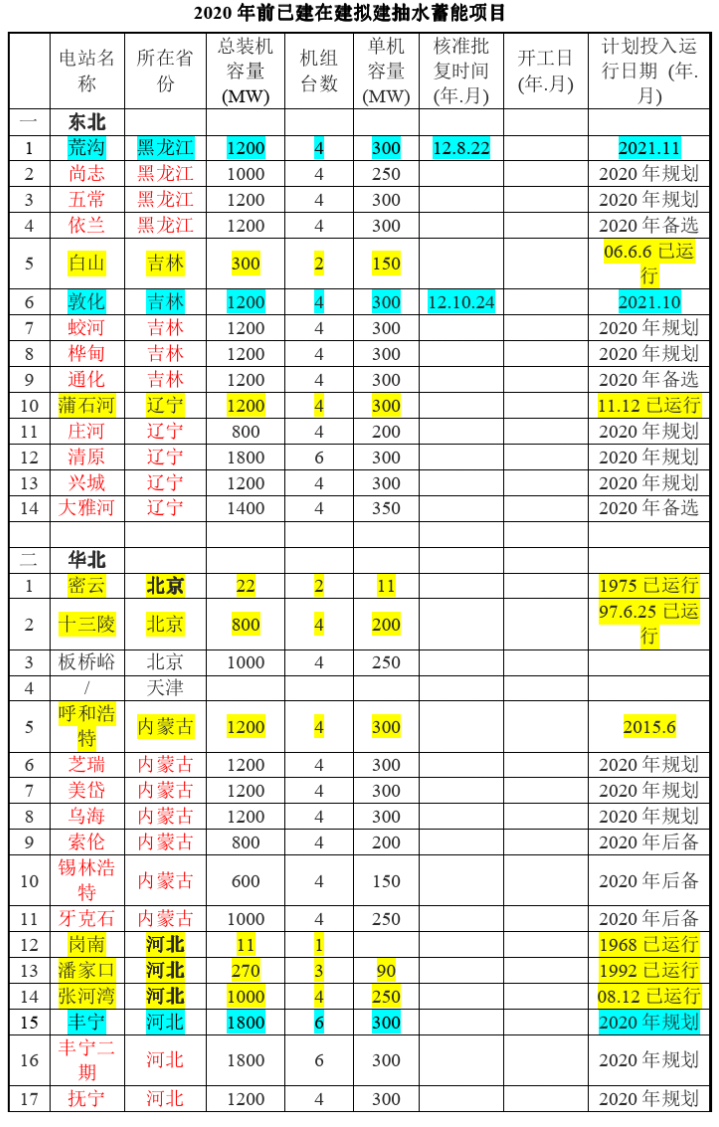 2020 年前已建在建拟建抽水蓄能项目
电站名称 所在省份 总装机容量 (MW) 机组台数 单机容量 (MW) 核准批复时间 (年.月) 开工日 (年.月) 计划投入运行日期 (年.月)
一 东北
1 荒沟 黑龙江 1200 4 300 12.8.22 2021.11
2 尚志 黑龙江 1000 4 250 2020 年规划
3 五常 黑龙江 1200 4 300 2020 年规划
4 依兰 黑龙江 1200 4 300 2020 年备选
5 白山 吉林 300 2 150 06.6.6 已运行
6 敦化 吉林 1200 4 300 12.10.24 2021.10
7 蛟河 吉林 1200 4 300 2020 年规划
8 桦甸 吉林 1200 4 300 2020 年规划
9 通化 吉林 1200 4 300 2020 年备选
10 蒲石河 辽宁 1200 4 300 11.12 已运行
11 庄河 辽宁 800 4 200 2020 年规划
12 清原 辽宁 1800 6 300 2020 年规划
13 兴城 辽宁 1200 4 300 2020 年规划
14 大雅河 辽宁 1400 4 350 2020 年备选
二 华北
1 密云 北京 22 2 11 1975 已运行
2 十三陵 北京 800 4 200 97.6.25 已运行
3 板桥峪 北京 1000 4 250
4 / 天津
5 呼和浩特 内蒙古 1200 4 300 2015.6
6 芝瑞 内蒙古 1200 4 300 2020 年规划
7 美岱 内蒙古 1200 4 300 2020 年规划
8 乌海 内蒙古 1200 4 300 2020 年规划
9 索伦 内蒙古 800 4 200 2020 年后备
10 锡林浩特 内蒙古 600 4 150 2020 年后备
11 牙克石 内蒙古 1000 4 250 2020 年后备
12 岗南 河北 11 1 1968 已运行
13 潘家口 河北 270 3 90 1992 已运行
14 张河湾 河北 1000 4 250 08.12 已运行
15 丰宁 河北 1800 6 300 2020 年规划
16 丰宁二期 河北 1800 6 300 2020 年规划
17 抚宁 河北 1200 4 300 2020 年规划